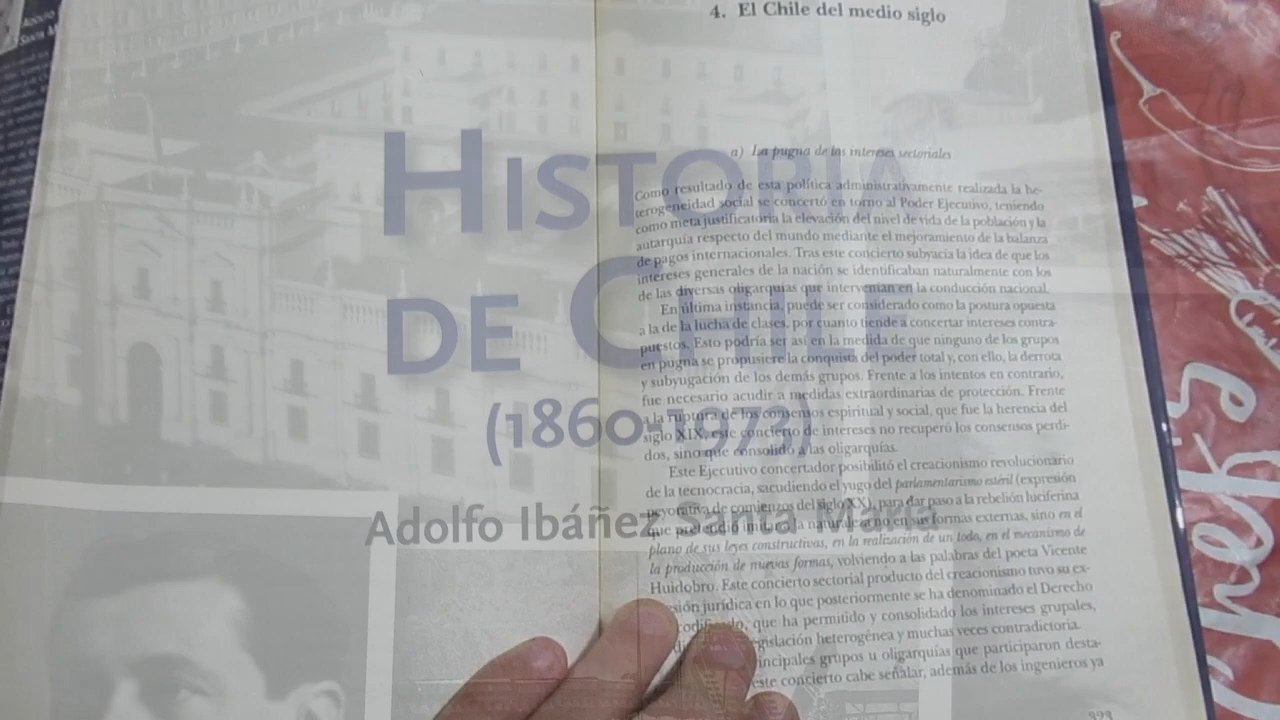 4. El Chile del medio siglo
HISTORIA
DE CHILE
(1860-1973)
Adolfo Ibáñez Santa María
a) La pugna de los intereses sectoriales
Como resultado de esta política administrativamente realizada la he-
terogeneidad social se concertó en torno al Poder Ejecutivo, teniendo
como meta justificatoria la elevación del nivel de vida de la población y la
autarquía respecto del mundo mediante el mejoramiento de la balanza
de pagos internacionales. Tras este concierto subyacía la idea de que los
intereses generales de la nación se identificaban naturalmente con los
de las diversas oligarquías que intervenían en la conducción nacional.
En última instancia, puede ser considerado como la postura opuesta
a la de la lucha de clases, por cuanto tiende a concertar intereses contra-
puestos. Esto podría ser así en la medida de que ninguno de los grupos
en pugna se propusiere la conquista del poder total y, con ello, la derrota
y subyugación de los demás grupos. Frente a los intentos en contrario,
fue necesario acudir a medidas extraordinarias de protección. Frente
a la ruptura de los consensos espiritual y social, que fue la herencia del
siglo XIX, este concierto de intereses no recuperó los consensos perdi-
dos, sino que consolidó a las oligarquías.
Este Ejecutivo concertador posibilitó el creacionismo revolucionario
de la tecnocracia, sacudiendo el yugo del parlamentarismo estéril (expresión
peyorativa de comienzos del siglo XX), para dar paso a la rebelión luciferina
que pretendió imitar a la naturaleza no en sus formas externas, sino en el
plano de sus leyes constructivas, en la realización de un todo, en el mecanismo de
la producción de nuevas formas, volviendo a las palabras del poeta Vicente
Huidobro. Este concierto sectorial producto del creacionismo tuvo su ex-
sión jurídica en lo que posteriormente se ha denominado el Derecho
codificado, que ha permitido y consolidado los intereses grupales,
legislación heterogénea y muchas veces contradictoria.
principales grupos u oligarquías que participaron desta-
este concierto cabe señalar, además de los ingenieros ya
323
Chefs